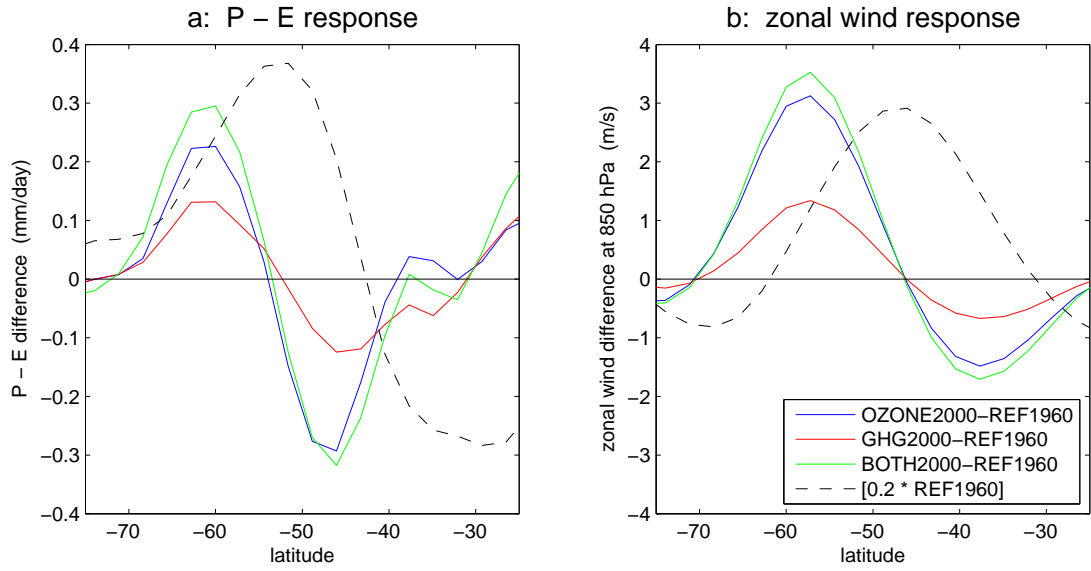 a:  P − E response
P − E difference  (mm/day)
0.4
0.3
0.2
0.1
0
−0.1
−0.2
−0.3
−0.4
−70
−60
−50
−40
−30
latitude
b:  zonal wind response
zonal wind difference at 850 hPa  (m/s)
4
3
2
1
0
−1
−2
−3
−4
OZONE2000−REF1960
GHG2000−REF1960
BOTH2000−REF1960
[0.2 * REF1960]
−70
−60
−50
−40
−30
latitude